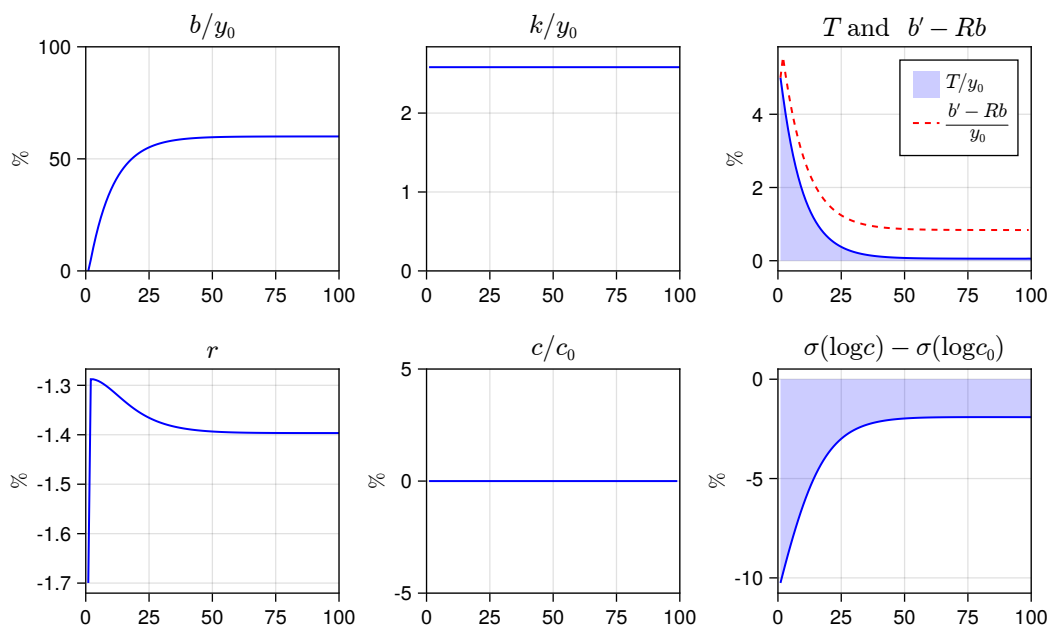 b/y₀
100
50
0
%
0 25 50 75 100
k/y₀
2
1
0
0 25 50 75 100
T and b′ − Rb
4
2
0
%
T/y₀
b′ − Rb
y₀
0 25 50 75 100
r
-1.3
-1.4
-1.5
-1.6
-1.7
%
0 25 50 75 100
c/c₀
5
0
-5
%
0 25 50 75 100
σ(logc) − σ(logc₀)
0
-5
-10
%
0 25 50 75 100